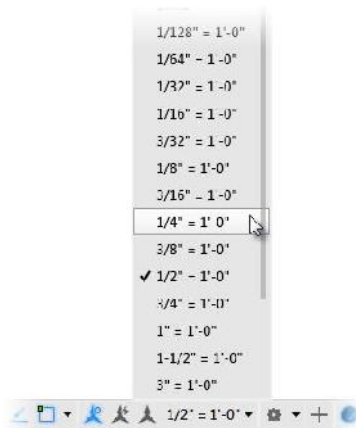 1/128" = 1'-0"
1/64" = 1'-0"
1/32" = 1'-0"
1/16" = 1'-0"
3/32" = 1'-0"
1/8" = 1'-0"
3/16" = 1'-0"
1/4" = 1'-0"
3/8" = 1'-0"
1/2" = 1'-0"
3/4" = 1'-0"
1" = 1'-0"
1-1/2" = 1'-0"
3" = 1'-0"
1/2" = 1'-0"